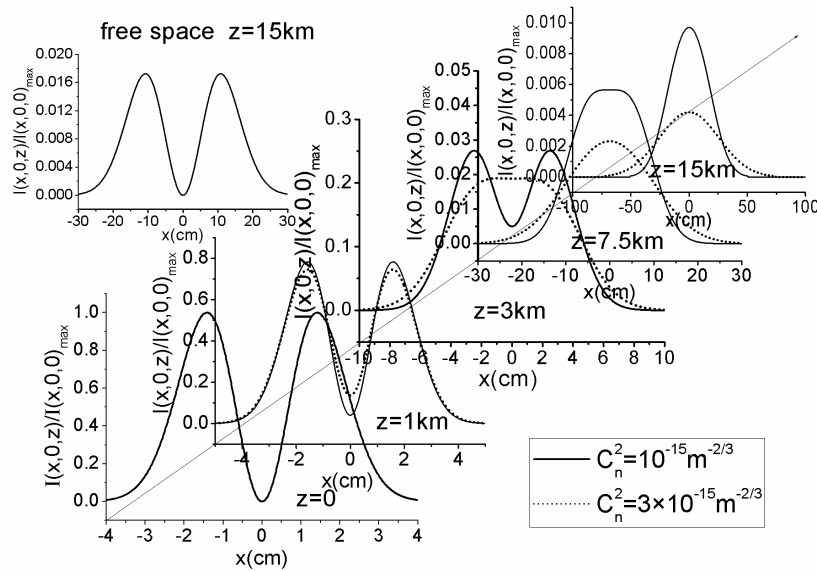 free space z=15km
I(x,0,z)/I(x,0,0)max
0.020
0.016
0.012
0.008
0.004
0.000
-30 -20 -10 0 10 20 30
x(cm)
I(x,0,z)/I(x,0,0)max
0.010
0.008
0.006
0.004
0.002
0.000
z=15km
-100 -50 0 50 100
x(cm)
I(x,0,z)/I(x,0,0)max
0.05
0.04
0.03
0.02
0.01
0.00
z=7.5km
-30 -20 -10 0 10 20 30
x(cm)
I(x,0,z)/I(x,0,0)max
0.3
0.2
0.1
0.0
z=3km
-10 -8 -6 -4 -2 0 2 4 6 8 10
x(cm)
I(x,0,z)/I(x,0,0)max
0.8
0.6
0.4
0.2
0.0
z=1km
-4 -2 0 2 4
x(cm)
I(x,0,z)/I(x,0,0)max
1.0
0.8
0.6
0.4
0.2
0.0
z=0
-4 -3 -2 -1 0 1 2 3 4
x(cm)
C²n=10^-15 m^-2/3
C²n=3×10^-15 m^-2/3